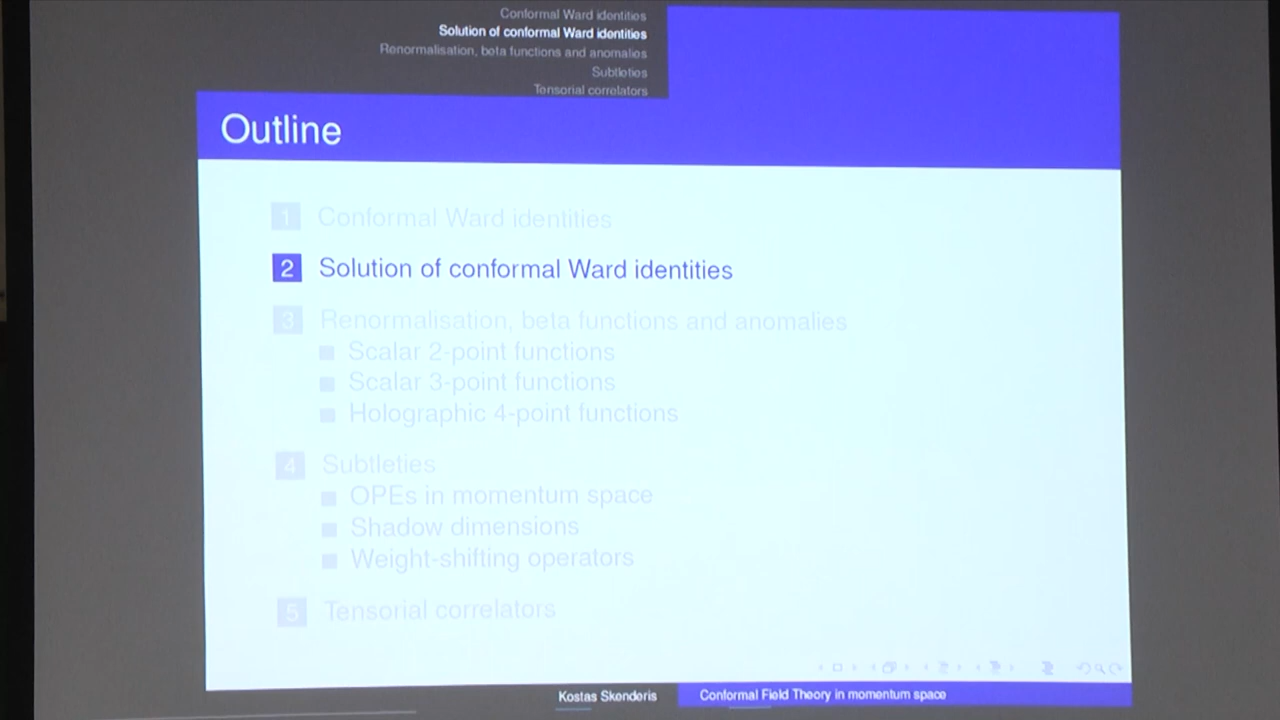 Conformal Ward identities
Solution of conformal Ward identities
Renormalisation, beta functions and anomalies
Subtleties
Tensorial correlators
Outline
1 Conformal Ward identities
2 Solution of conformal Ward identities
3 Renormalisation, beta functions and anomalies
Scalar 2-point functions
Scalar 3-point functions
Holographic 4-point functions
4 Subtleties
OPEs in momentum space
Shadow dimensions
Weight-shifting operators
5 Tensorial correlators
Kostas Skenderis
Conformal Field Theory in momentum space